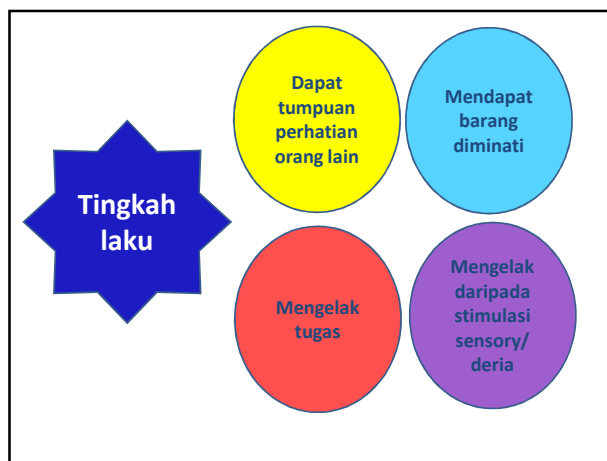 Tingkah
laku
Dapat
tumpuan
perhatian
orang lain
Mendapat
barang
diminati
Mengelak
tugas
Mengelak
daripada
stimulasi
sensory/
deria